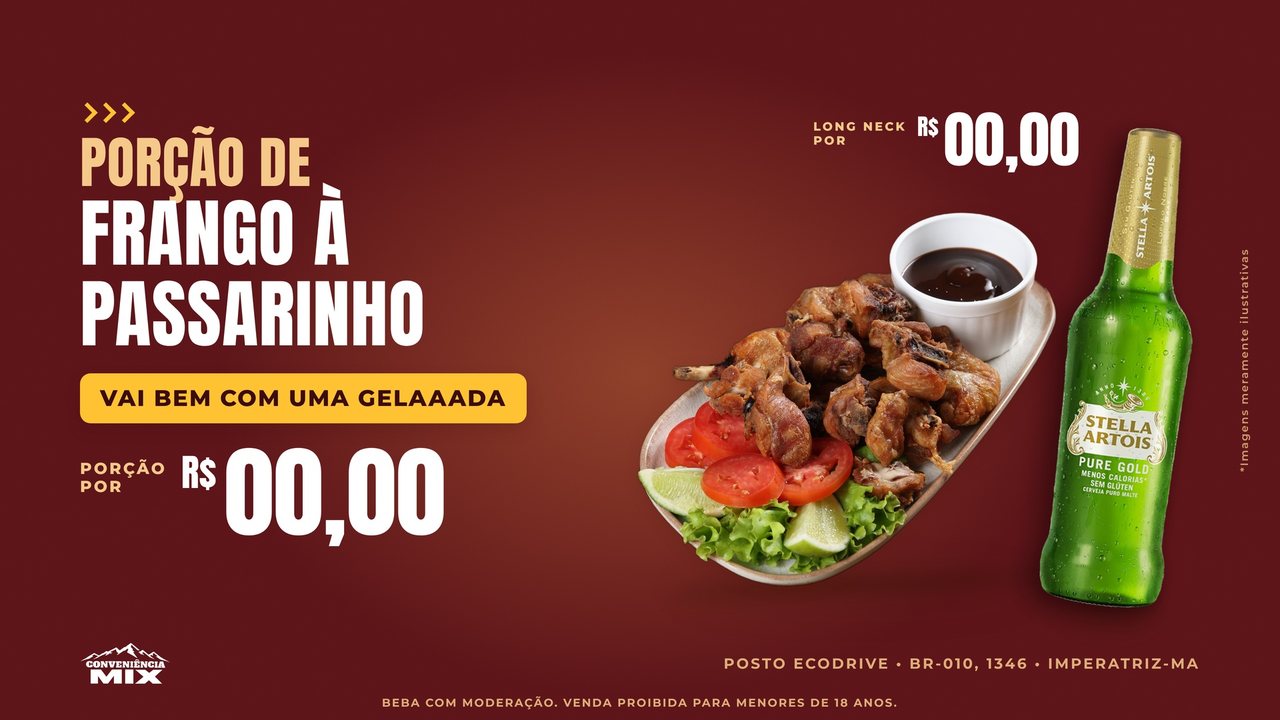 PORÇÃO DE
FRANGO À
PASSARINHO
VAI BEM COM UMA GELAAADA
PORÇÃO
POR
R$ 00,00
LONG NECK
POR
R$ 00,00
STELLA ARTOIS
ANNO 1366
STELLA
ARTOIS
PURE GOLD
MENOS CALORIAS*
SEM GLÚTEN
CERVEJA PURO MALTE
*Imagens meramente ilustrativas
CONVENIÊNCIA
MIX
POSTO ECODRIVE • BR-010, 1346 • IMPERATRIZ-MA
BEBA COM MODERAÇÃO. VENDA PROIBIDA PARA MENORES DE 18 ANOS.